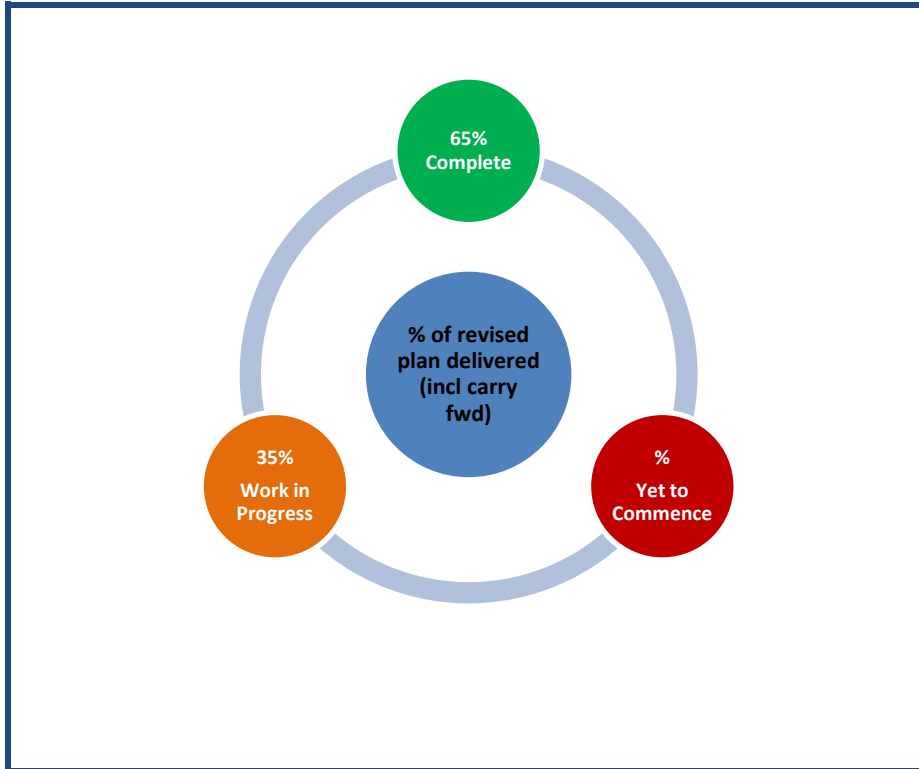 65%
Complete
% of revised
plan delivered
(incl carry
fwd)
35%
Work in
Progress
%
Yet to
Commence